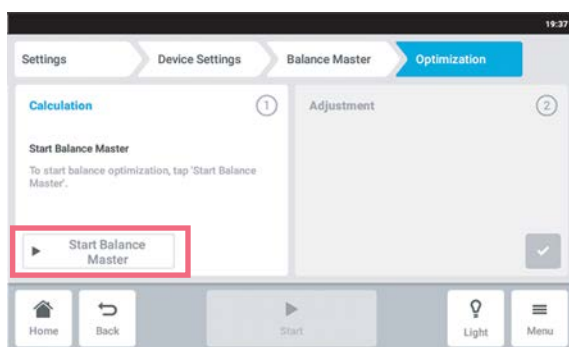 19:37
Settings Device Settings Balance Master Optimization
Calculation 1 Adjustment 2
Start Balance Master
To start balance optimization, tap 'Start Balance
Master'.
Start Balance
Master
Home Back Start Light Menu